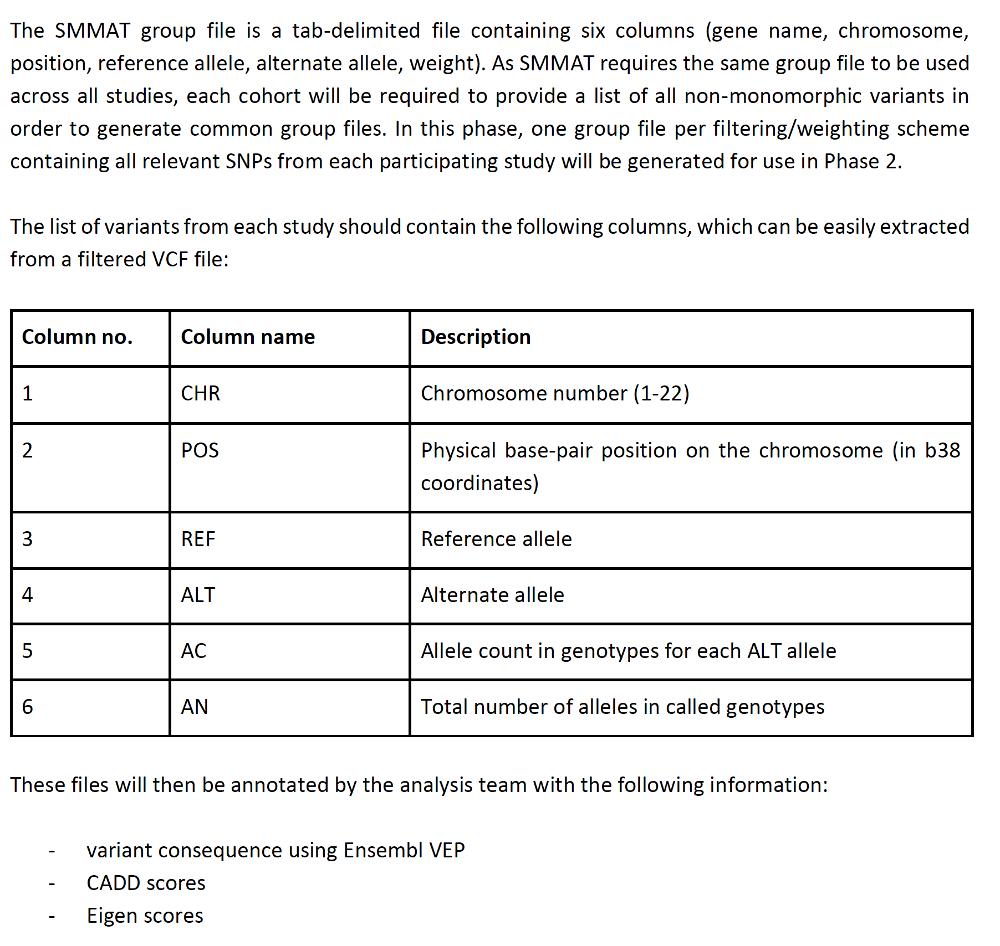 The SMMAT group file is a tab-delimited file containing six columns (gene name, chromosome,
position, reference allele, alternate allele, weight). As SMMAT requires the same group file to be used
across all studies, each cohort will be required to provide a list of all non-monomorphic variants in
order to generate common group files. In this phase, one group file per filtering/weighting scheme
containing all relevant SNPs from each participating study will be generated for use in Phase 2.
The list of variants from each study should contain the following columns, which can be easily extracted
from a filtered VCF file:
Column no. Column name Description
1 CHR Chromosome number (1-22)
2 POS Physical base-pair position on the chromosome (in b38
coordinates)
3 REF Reference allele
4 ALT Alternate allele
5 AC Allele count in genotypes for each ALT allele
6 AN Total number of alleles in called genotypes
These files will then be annotated by the analysis team with the following information:
- variant consequence using Ensembl VEP
- CADD scores
- Eigen scores